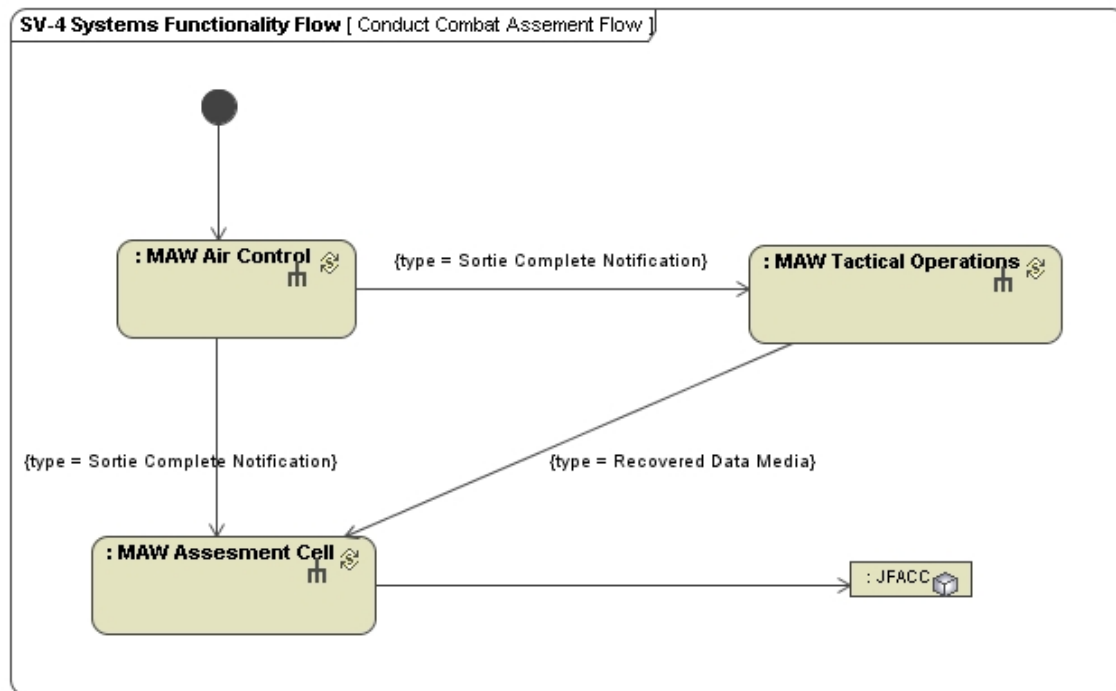 SV-4 Systems Functionality Flow [ Conduct Combat Assement Flow ]
: MAW Air Control
{type = Sortie Complete Notification}
: MAW Tactical Operations
{type = Sortie Complete Notification}
{type = Recovered Data Media}
: MAW Assesment Cell
: JFACC